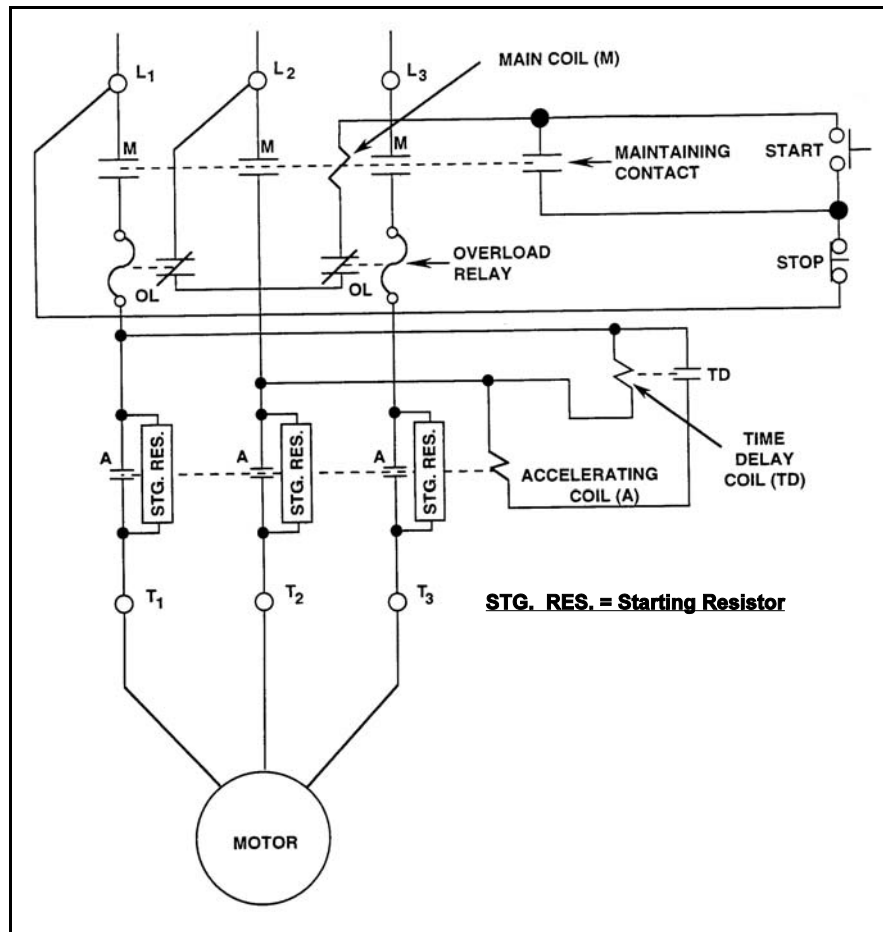 L1
L2
L3
MAIN COIL (M)
M
M
M
MAINTAINING
CONTACT
START
OL
OL
OVERLOAD
RELAY
STOP
TD
A
STG. RES.
A
STG. RES.
A
STG. RES.
ACCELERATING
COIL (A)
TIME
DELAY
COIL (TD)
T1
T2
T3
STG. RES. = Starting Resistor
MOTOR